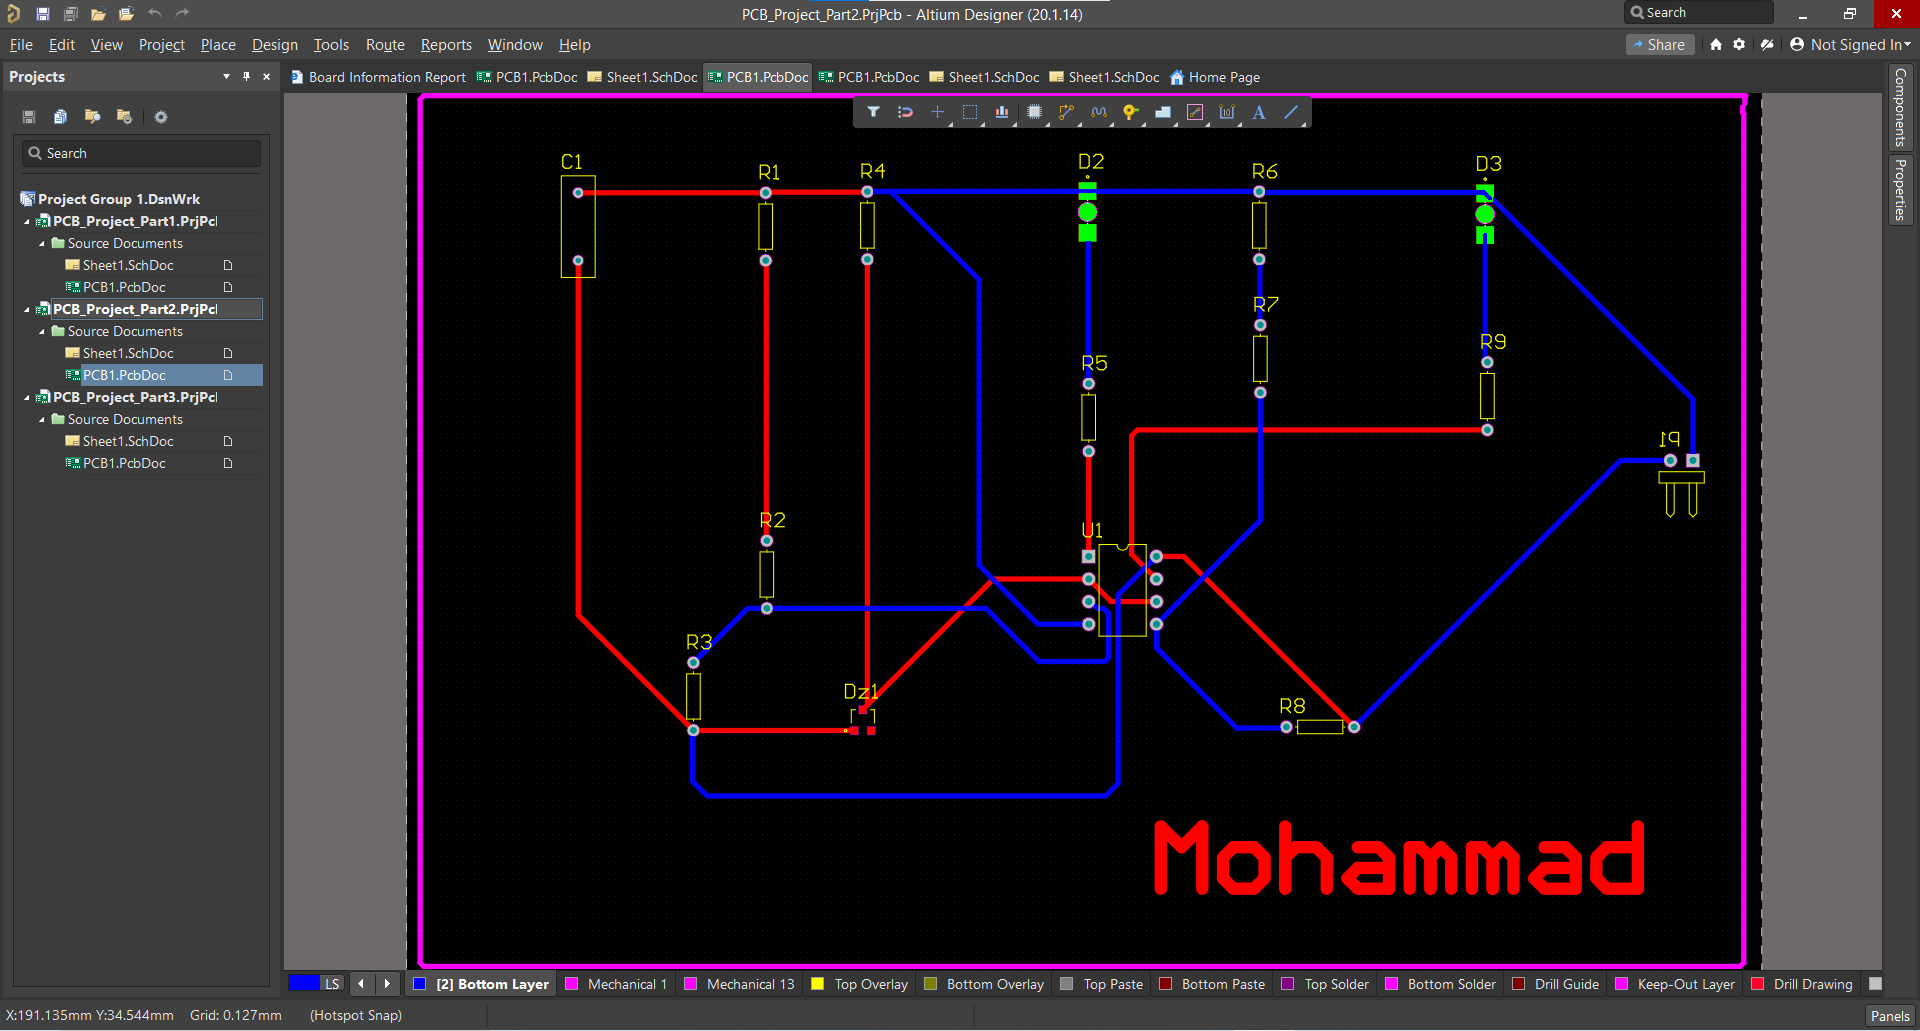 PCB_Project_Part2.PrjPcb - Altium Designer (20.1.14)
Search
File Edit View Project Place Design Tools Route Reports Window Help
Share
Not Signed In
Projects
Board Information Report PCB1.PcbDoc Sheet1.SchDoc PCB1.PcbDoc PCB1.PcbDoc Sheet1.SchDoc Sheet1.SchDoc Home Page
Components
Properties
Search
Project Group 1.DsnWrk
PCB_Project_Part1.PrjPcl
Source Documents
Sheet1.SchDoc
PCB1.PcbDoc
PCB_Project_Part2.PrjPcl
Source Documents
Sheet1.SchDoc
PCB1.PcbDoc
PCB_Project_Part3.PrjPcl
Source Documents
Sheet1.SchDoc
PCB1.PcbDoc
C1
R1
R4
D2
R6
D3
R7
R9
R5
P1
R2
U1
R3
Dz1
R8
Mohammad
LS [2] Bottom Layer Mechanical 1 Mechanical 13 Top Overlay Bottom Overlay Top Paste Bottom Paste Top Solder Bottom Solder Drill Guide Keep-Out Layer Drill Drawing
X:191.135mm Y:34.544mm Grid: 0.127mm (Hotspot Snap)
Panels